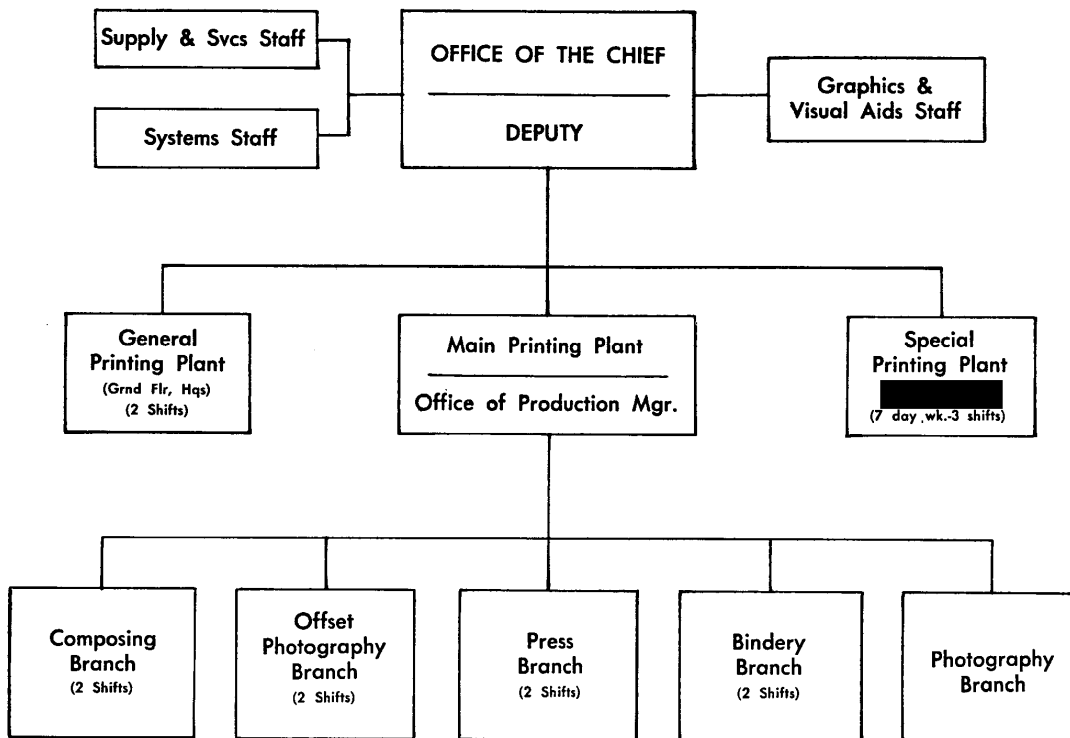 Supply & Svcs Staff
Systems Staff
OFFICE OF THE CHIEF
DEPUTY
Graphics &
Visual Aids Staff
General
Printing Plant
(Grnd Flr, Hqs)
(2 Shifts)
Main Printing Plant
Office of Production Mgr.
Special
Printing Plant
(7 day wk.-3 shifts)
Composing
Branch
(2 Shifts)
Offset
Photography
Branch
(2 Shifts)
Press
Branch
(2 Shifts)
Bindery
Branch
(2 Shifts)
Photography
Branch